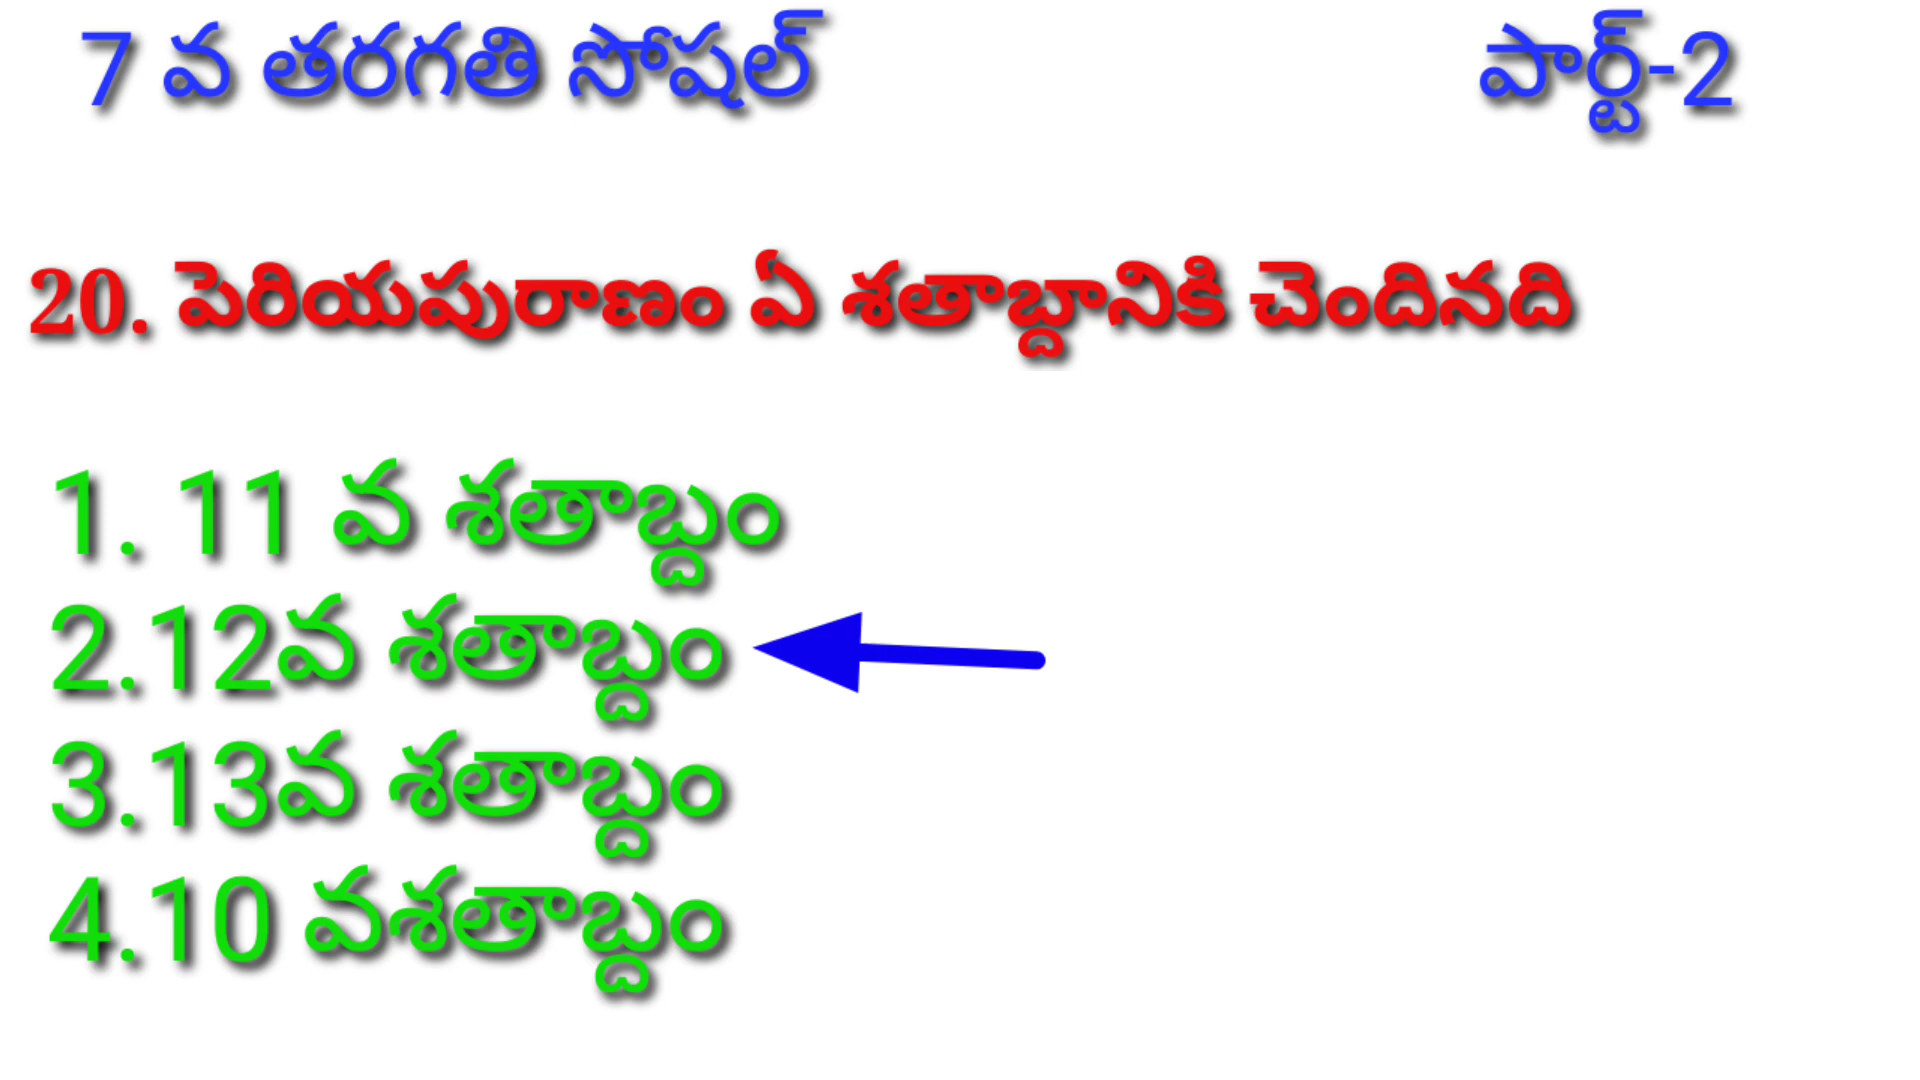 7 వ తరగతి సోషల్ పార్ట్-2
20. పెరియపురాణం ఏ శతాబ్దానికి చెందినది
1. 11 వ శతాబ్దం
2.12వ శతాబ్దం
3.13వ శతాబ్దం
4.10 వశతాబ్దం